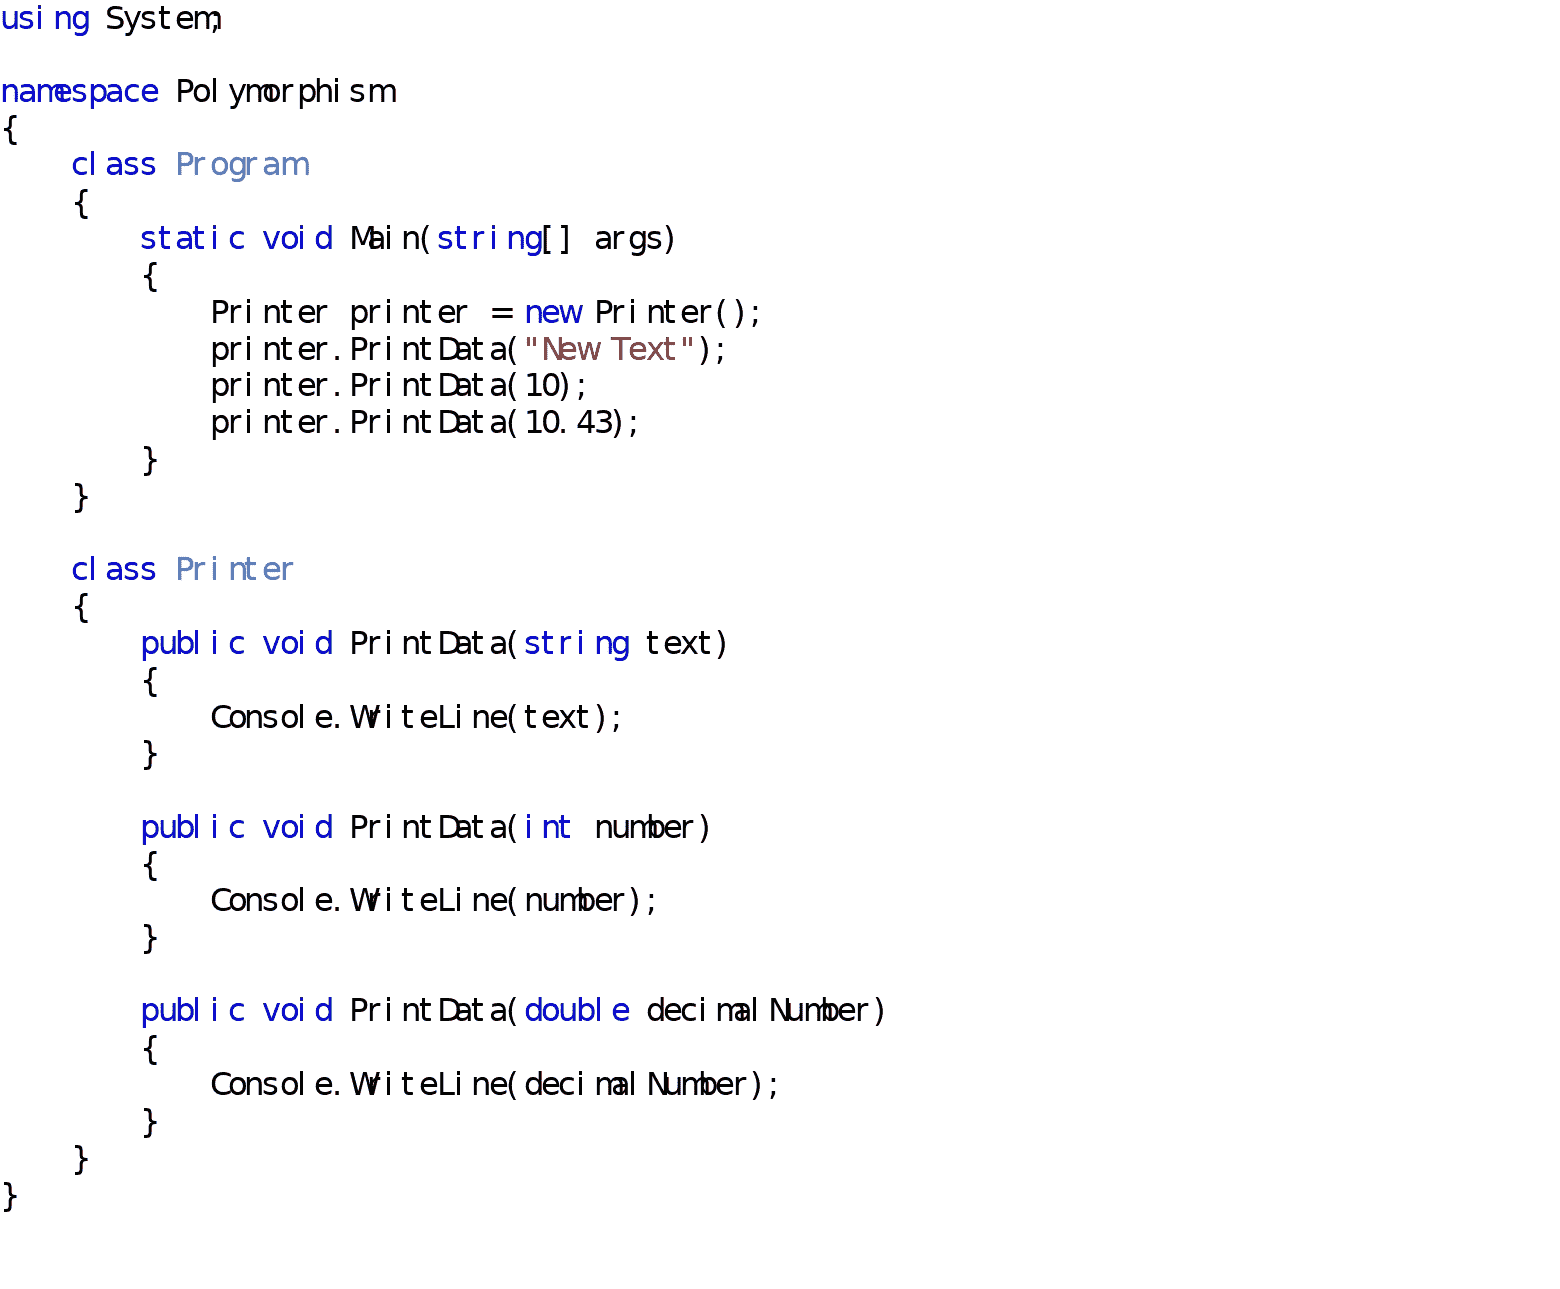 using System;
namespace Polymorphism
{
    class Program
    {
        static void Main(string[] args)
        {
            Printer printer = new Printer();
            printer.PrintData("New Text");
            printer.PrintData(10);
            printer.PrintData(10.43);
        }
    }
    class Printer
    {
        public void PrintData(string text)
        {
            Console.WriteLine(text);
        }
        public void PrintData(int number)
        {
            Console.WriteLine(number);
        }
        public void PrintData(double decimalNumber)
        {
            Console.WriteLine(decimalNumber);
        }
    }
}